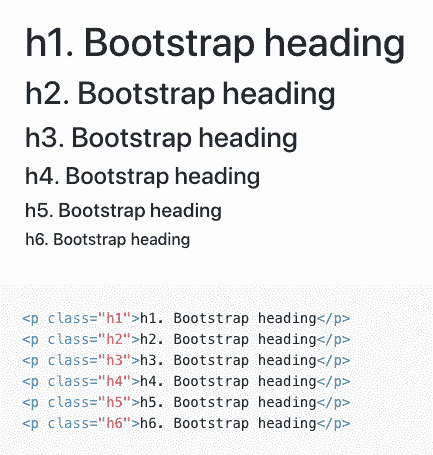 h1. Bootstrap heading
h2. Bootstrap heading
h3. Bootstrap heading
h4. Bootstrap heading
h5. Bootstrap heading
h6. Bootstrap heading
<p class="h1">h1. Bootstrap heading</p>
<p class="h2">h2. Bootstrap heading</p>
<p class="h3">h3. Bootstrap heading</p>
<p class="h4">h4. Bootstrap heading</p>
<p class="h5">h5. Bootstrap heading</p>
<p class="h6">h6. Bootstrap heading</p>